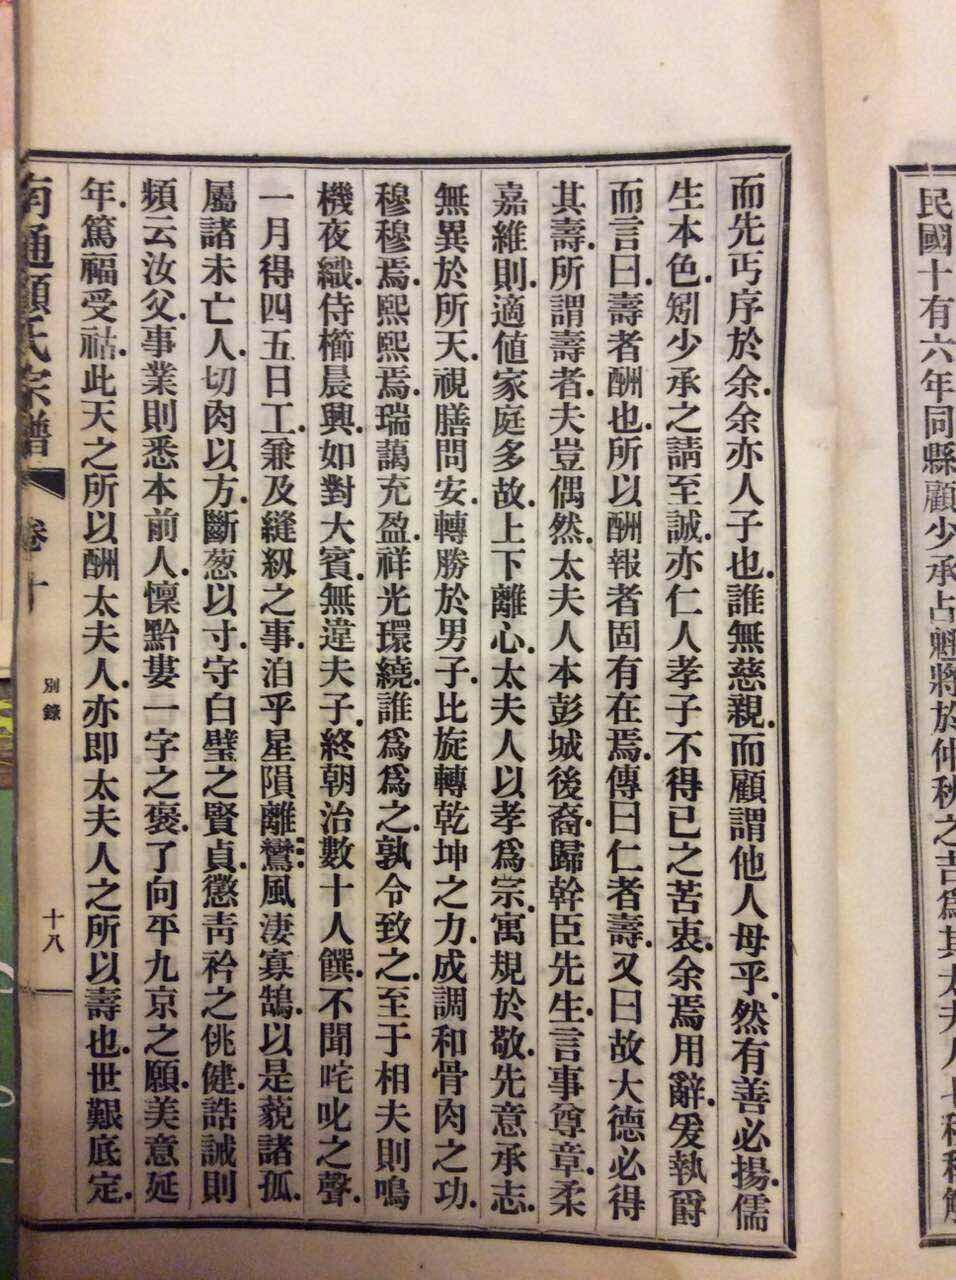 民國十有六年同縣顧少承占魁將於仲秋之吉為其太夫人七秩稱觴
而先丐序於余余亦人子也誰無慈親而顧謂他人母乎然有善必揚儒
生本色矧少承之請至誠亦仁人孝子不得已之苦衷余焉用辭爰執爵
而言曰壽者酬也所以酬報者固有在焉傳曰仁者壽又曰故大德必得
其壽所謂壽者夫豈偶然太夫人本彭城後裔歸幹臣先生言事尊章柔
嘉維則適值家庭多故上下離心太夫人以孝為宗寓規於敬先意承志
無異於所天視膳問安轉勝於男子比旋轉乾坤之力成調和骨肉之功
穆穆焉熙熙焉瑞藹充盈祥光環繞誰為為之孰令致之至于相夫則鳴
機夜織侍櫛晨興如對大賓無違夫子終朝治數十人饌不聞咤叱之聲
一月得四五日工兼及縫紉之事洎乎星隕離鸞風淒寡鵠以是藐諸孤
屬諸未亡人切肉以方斷葱以寸守白璧之賢貞懲靑衿之佻健誥誡則
頻云汝父事業則悉本前人懍黔婁一字之褒了向平九京之願美意延
年篤福受祜此天之所以酬太夫人亦即太夫人之所以壽也世艱底定
南通顧氏宗譜 卷十 別錄 十八